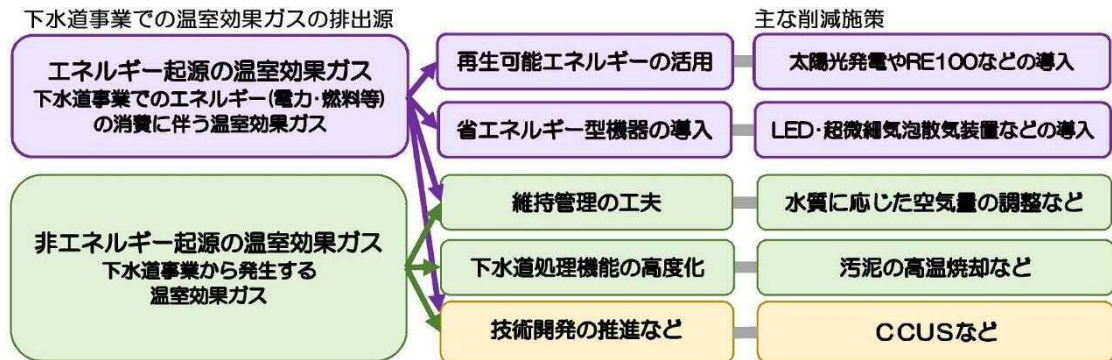 下水道事業での温室効果ガスの排出源
主な削減施策
エネルギー起源の温室効果ガス
下水道事業でのエネルギー(電力・燃料等)
の消費に伴う温室効果ガス
再生可能エネルギーの活用
太陽光発電やRE100などの導入
省エネルギー型機器の導入
LED・超微細気泡散気装置などの導入
非エネルギー起源の温室効果ガス
下水道事業から発生する
温室効果ガス
維持管理の工夫
水質に応じた空気量の調整など
下水道処理機能の高度化
汚泥の高温焼却など
技術開発の推進など
CCUSなど